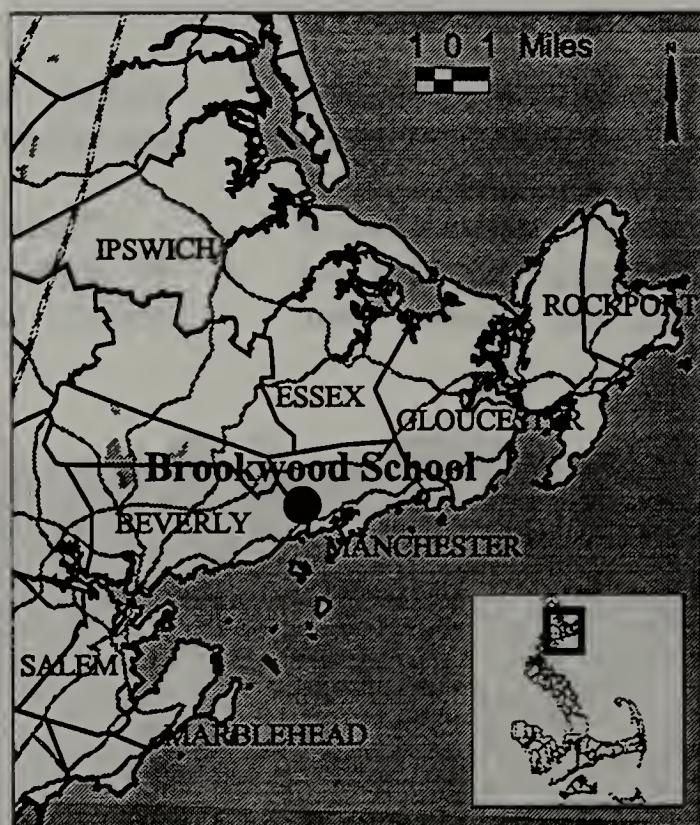 1 0 1 Miles
N
IPSWICH
ROCKPORT
ESSEX
GLOUCESTER
Brookwood School
BEVERLY
MANCHESTER
SALEM
MARBLEHEAD